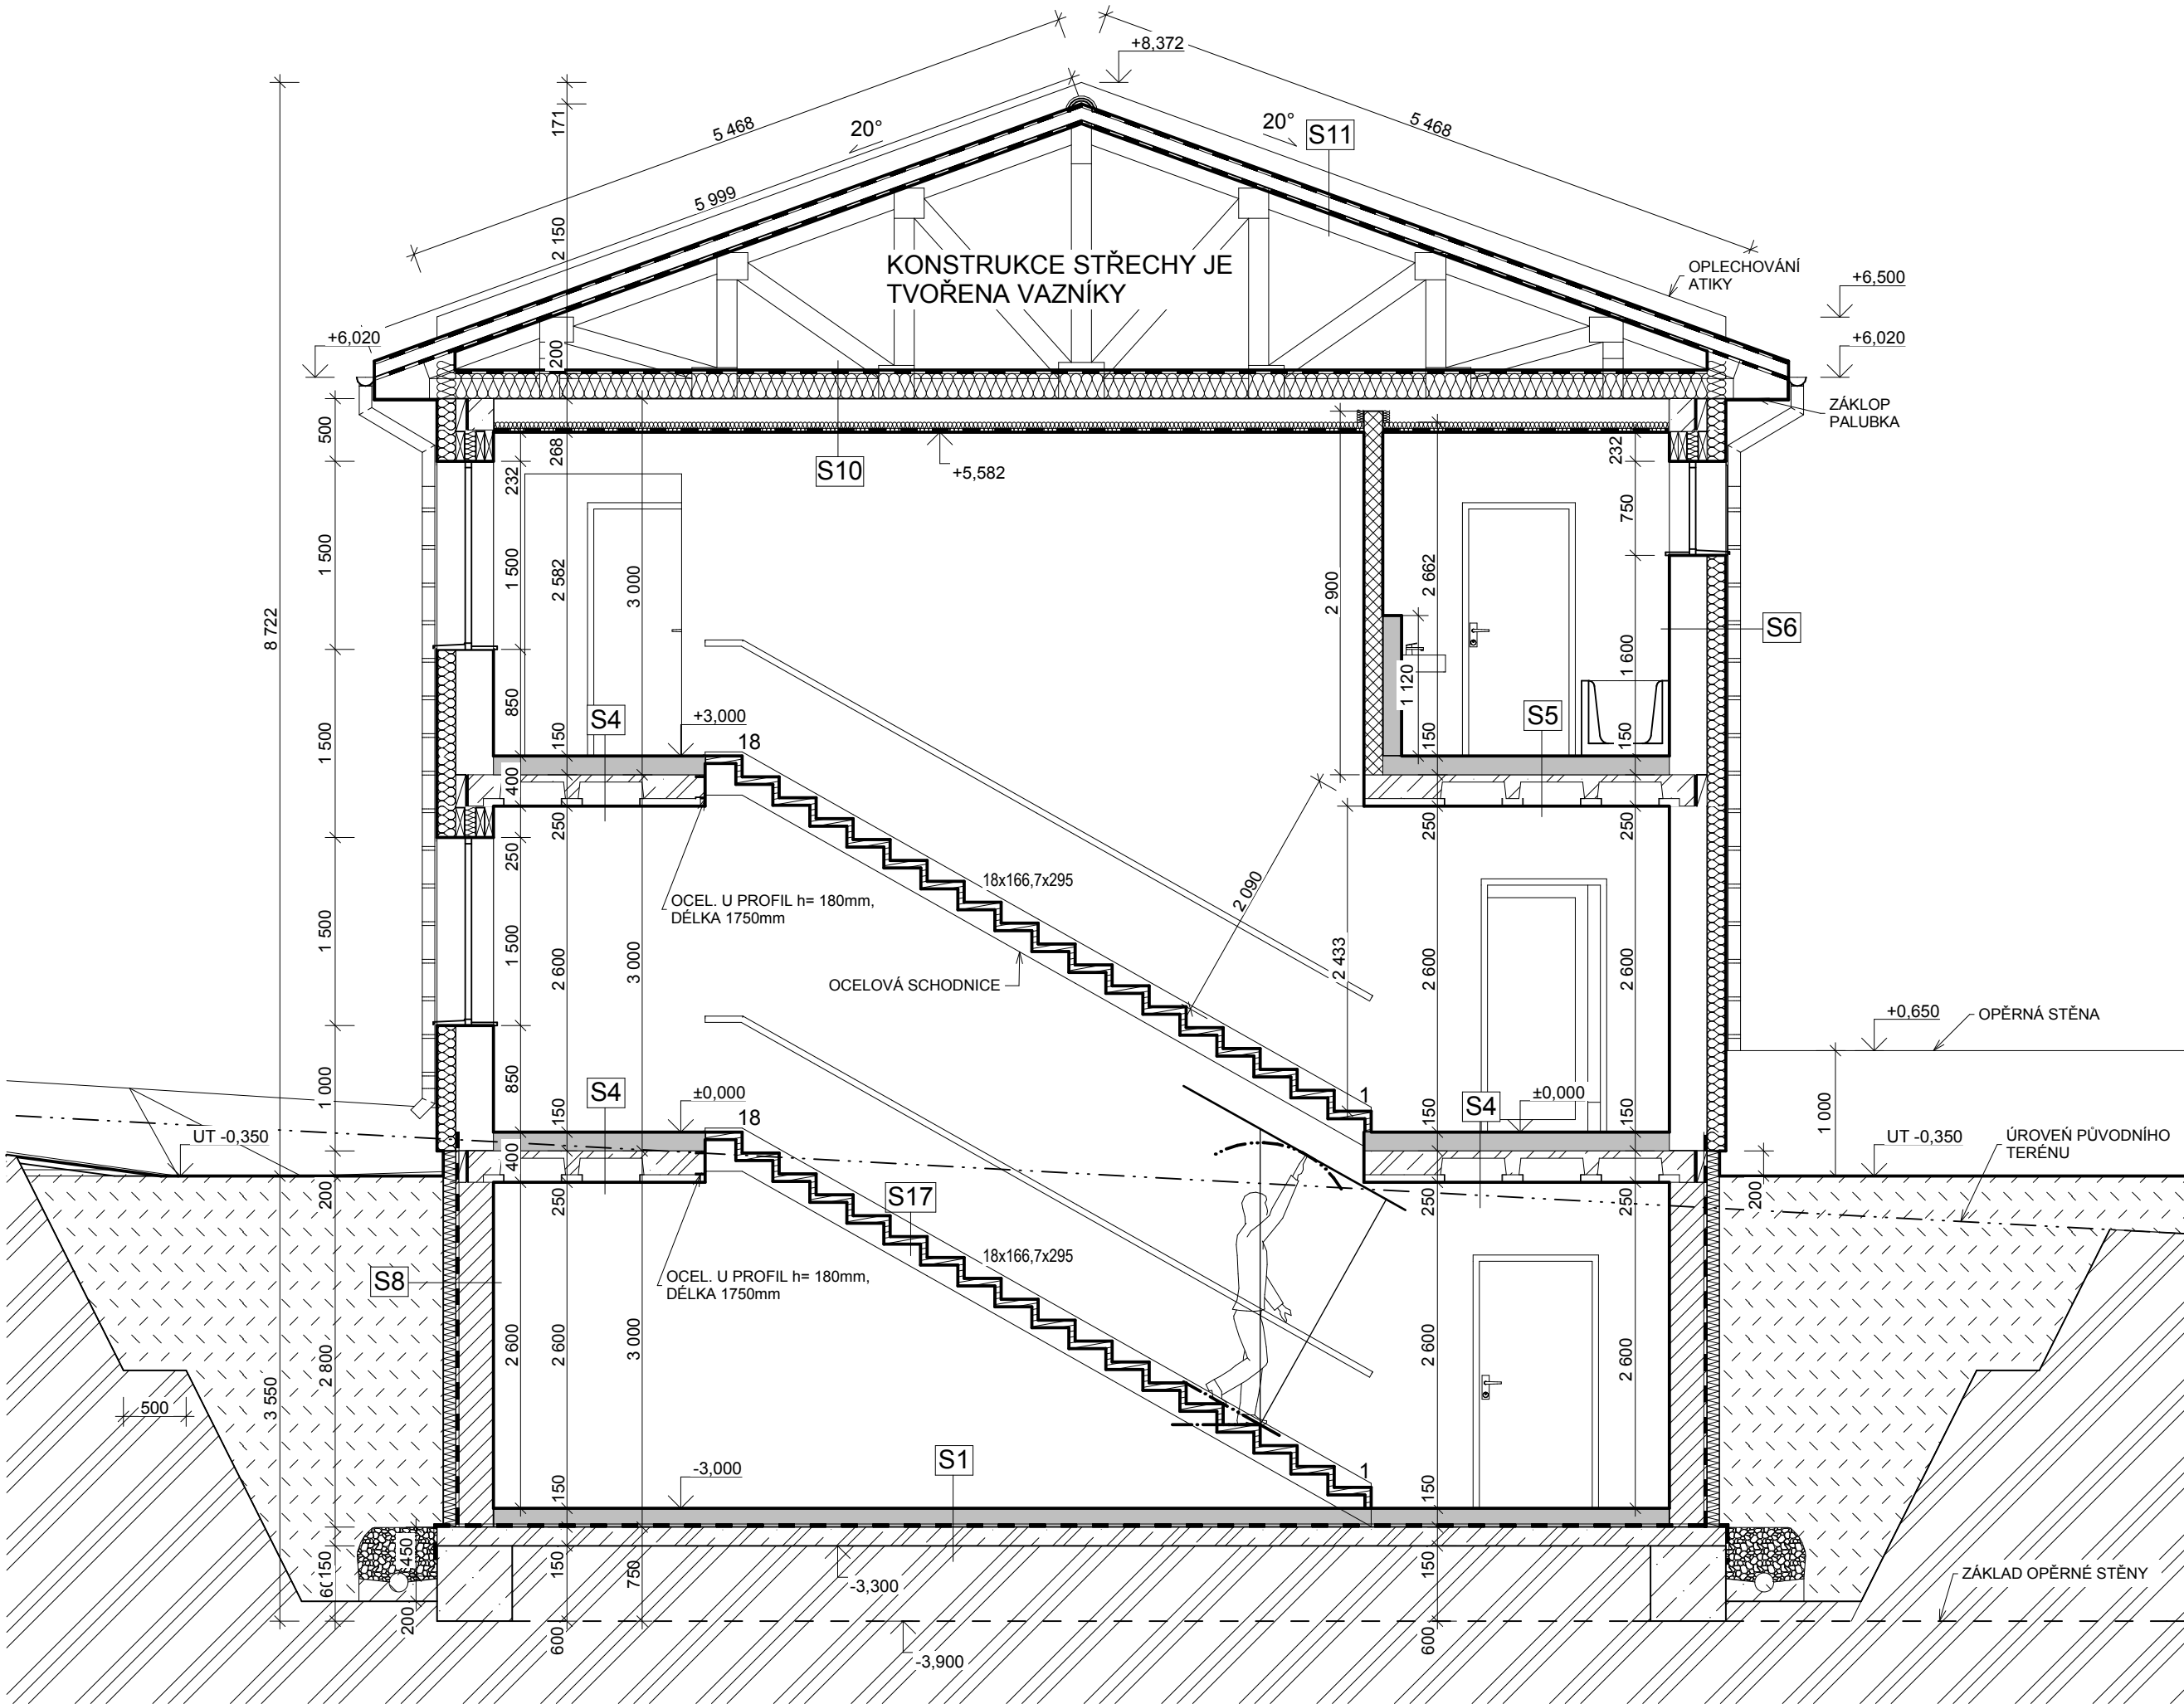 +8,372
171
5 468
20°
20°
S11
5 468
5 999
2 150
KONSTRUKCE STŘECHY JE
TVOŘENA VAZNÍKY
OPLECHOVÁNÍ
ATIKY
+6,500
+6,020
+6,020
200
ZÁKLOP
PALUBKA
500
268
232
S10
+5,582
232
750
1 500
1 500
2 582
3 000
2 900
2 662
8 722
S6
1 600
1 120
850
S4
+3,000
S5
1 500
150
18
150
150
400
250
250
250
250
18x166,7x295
2 090
OCEL. U PROFIL h= 180mm,
DÉLKA 1750mm
1 500
1 500
2 600
3 000
2 433
2 600
2 600
OCELOVÁ SCHODNICE
+0,650
OPĚRNÁ STĚNA
1 000
850
S4
±0,000
1
S4
±0,000
150
18
150
150
1 000
UT -0,350
UT -0,350
ÚROVEŇ PŮVODNÍHO
TERÉNU
400
200
250
S17
250
250
200
18x166,7x295
S8
OCEL. U PROFIL h= 180mm,
DÉLKA 1750mm
2 800
2 600
2 600
3 000
2 600
2 600
3 550
500
-3,000
S1
1
150
150
450
150
150
750
150
-3,300
ZÁKLAD OPĚRNÉ STĚNY
200
600
600
-3,900